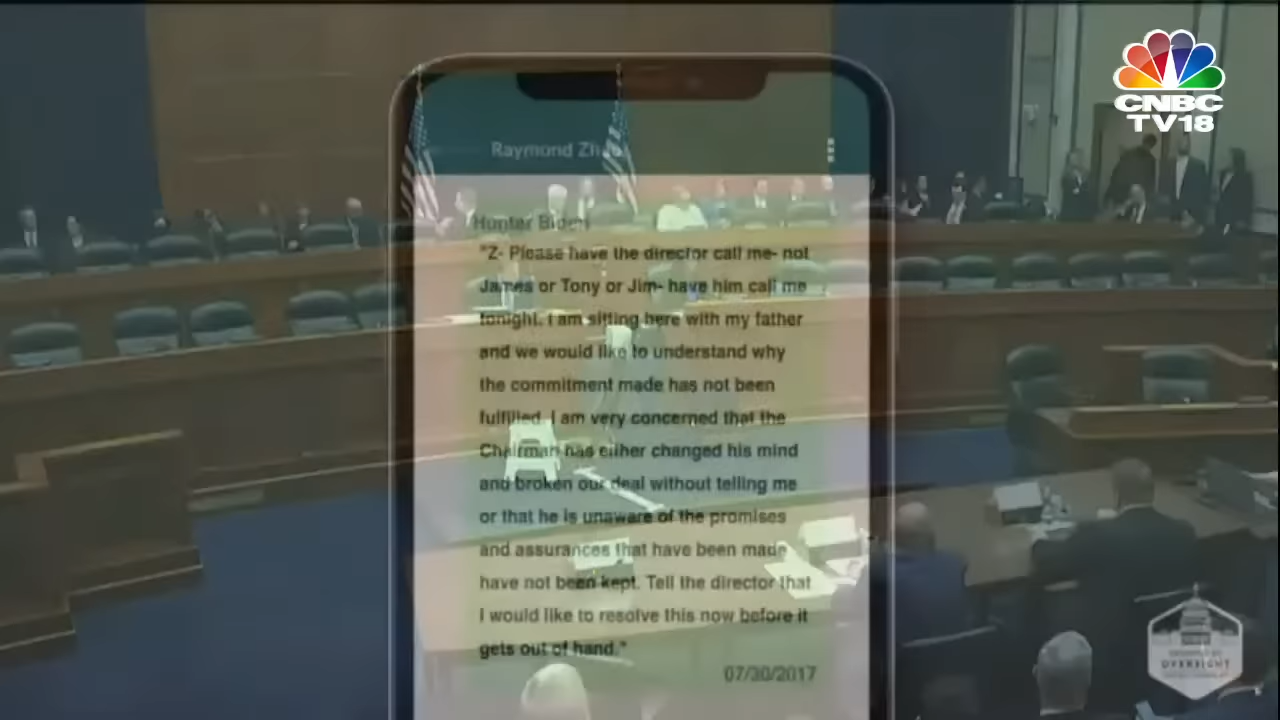 CNBC
TV18
Raymond
Hunter Biden
"Z- Please have the director call me- not
James or Tony or Jim- have him call me
tonight. I am sitting here with my father
and we would like to understand why
the commitment made has not been
fulfilled. I am very concerned that the
Chairman has either changed his mind
and broken our deal without telling me
or that he is unaware of the promises
and assurances that have been made
have not been kept. Tell the director that
I would like to resolve this now before it
gets out of hand."
07/30/2017
OVERSIGHT